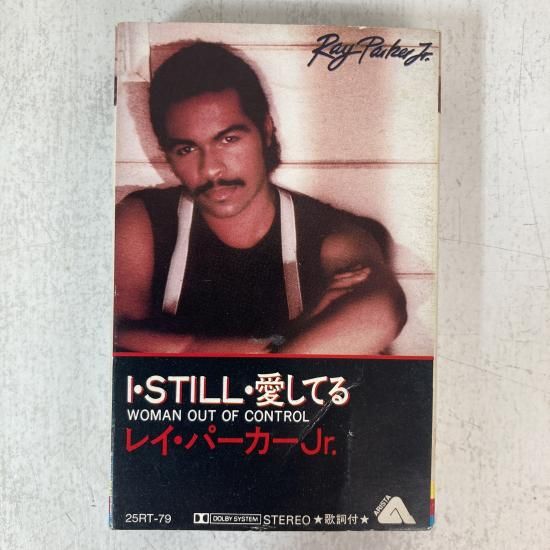 Ray Parker Jr.
I・STILL・愛してる
WOMAN OUT OF CONTROL
レイ・パーカーJr.
25RT-79 DOLBY SYSTEM STEREO ★歌詞付★
ARISTA